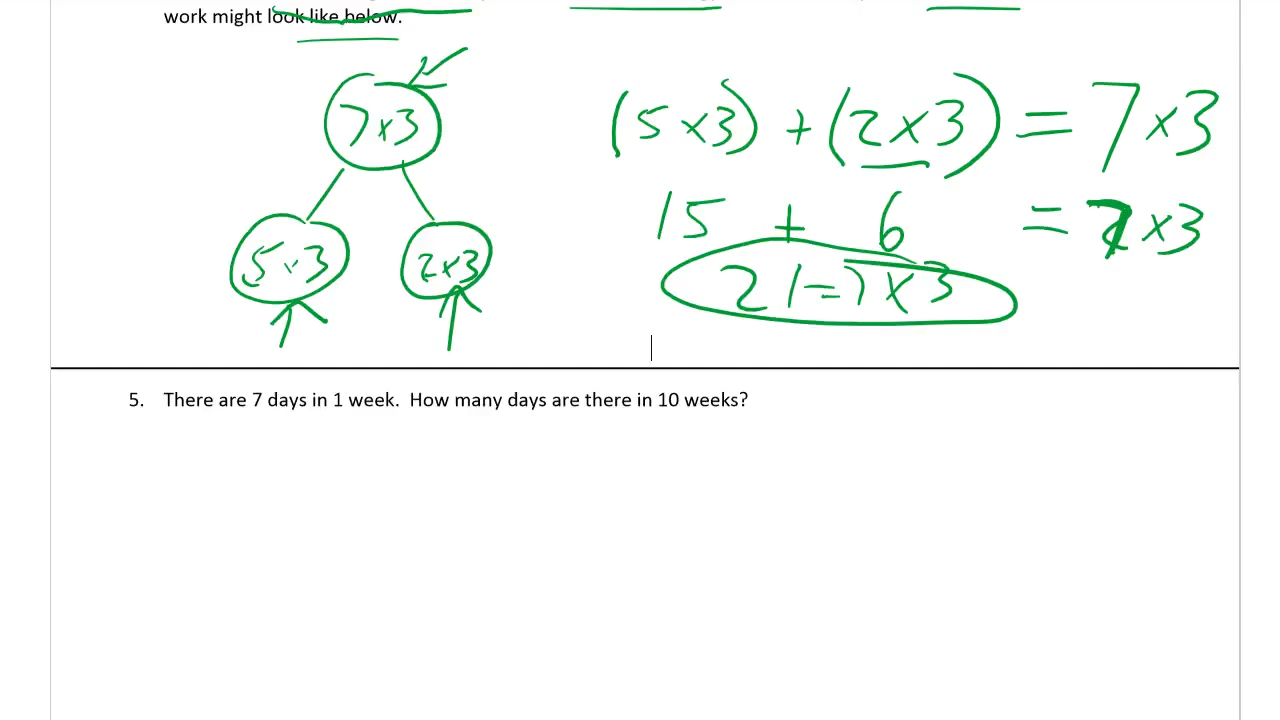 work might look like below.
7 x 3
5 x 3
2 x 3
(5 x 3) + (2 x 3) = 7 x 3
15 + 6 = 7 x 3
21 = 7 x 3
5. There are 7 days in 1 week. How many days are there in 10 weeks?